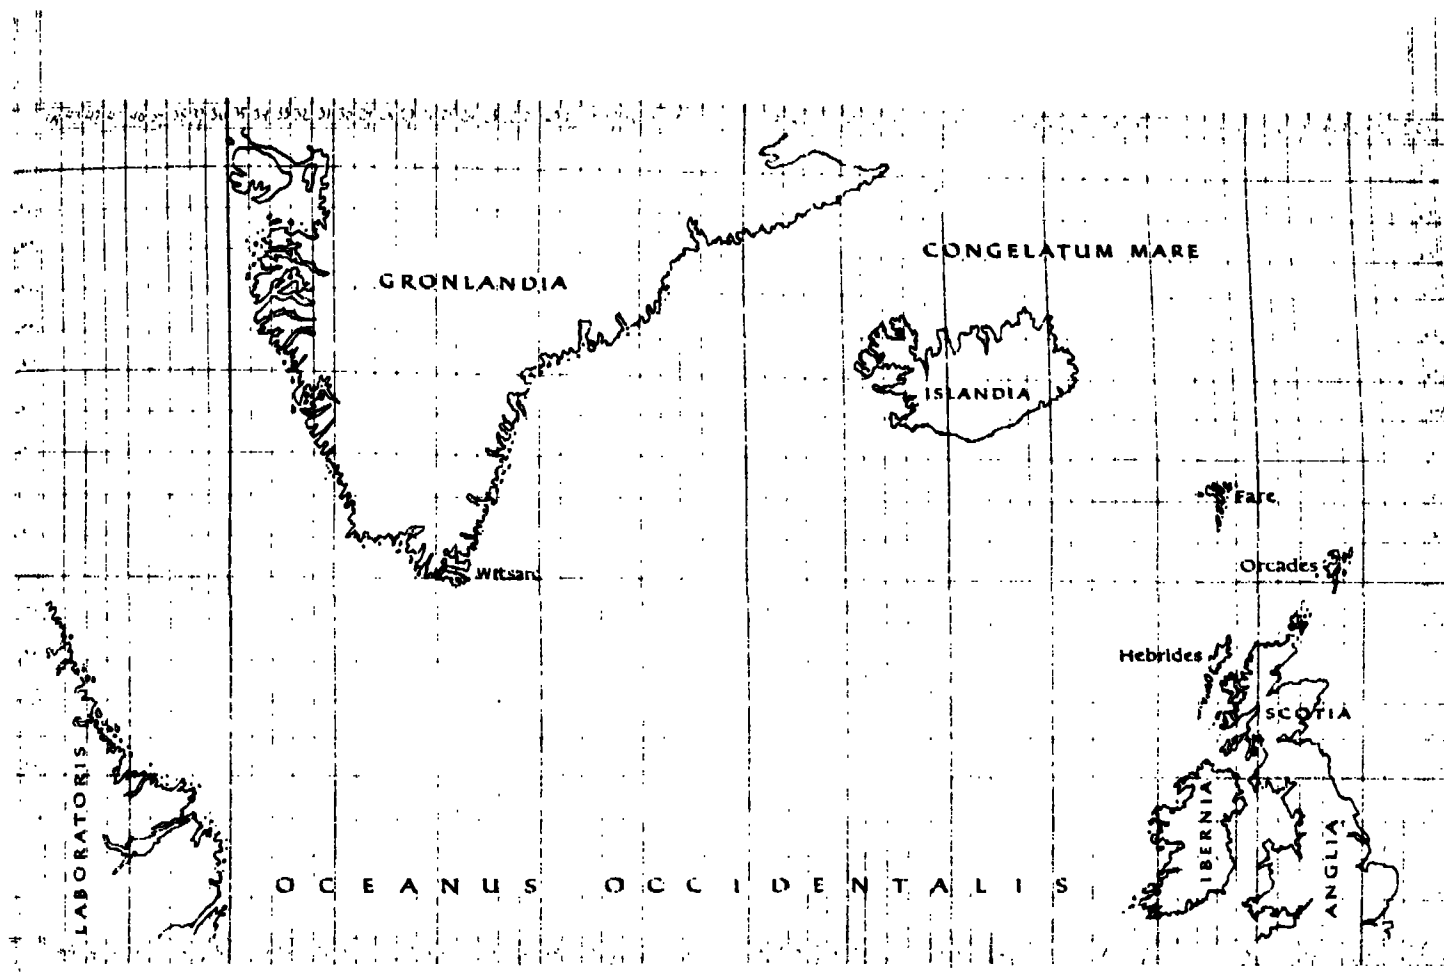 CONGELATUM MARE
GRONLANDIA
ISLANDIA
Fare
Orcades
Witsan
Hebrides
SCOTIA
LABORATORIS
IBERNIA
ANGLIA
OCEANUS OCCIDENTALIS